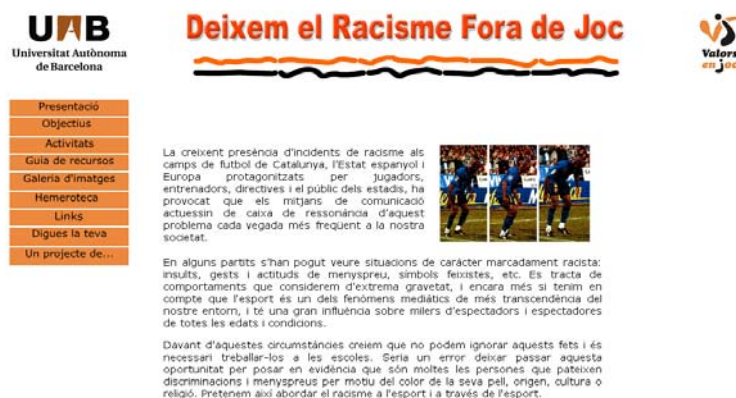 UAB
Universitat Autònoma
de Barcelona
Deixem el Racisme Fora de Joc
Valors
en joc
Presentació
Objectius
Activitats
Guia de recursos
Galeria d'imatges
Hemeroteca
Links
Digues la teva
Un projecte de...
La creixent presència d'incidents de racisme als
camps de futbol de Catalunya, l'Estat espanyol i
Europa protagonitzats per jugadors,
entrenadors, directives i el públic dels estadis, ha
provocat que els mitjans de comunicació
actuessin de caixa de ressonància d'aquest
problema cada vegada més freqüent a la nostra
societat.
En alguns partits s'han pogut veure situacions de caràcter marcadament racista:
insults, gests i actituds de menyspreu, símbols feixistes, etc. Es tracta de
comportaments que considerem d'extrema gravetat, i encara més si tenim en
compte que l'esport és un dels fenòmens mediàtics de més transcendència del
nostre entorn, i té una gran influència sobre milers d'espectadors i espectadores
de totes les edats i condicions.
Davant d'aquestes circumstàncies creiem que no podem ignorar aquests fets i és
necessari treballar-los a les escoles. Seria un error deixar passar aquesta
oportunitat per posar en evidència que són moltes les persones que pateixen
discriminacions i menyspreus per motiu del color de la seva pell, origen, cultura o
religió. Pretenem així abordar el racisme a l'esport i a través de l'esport.